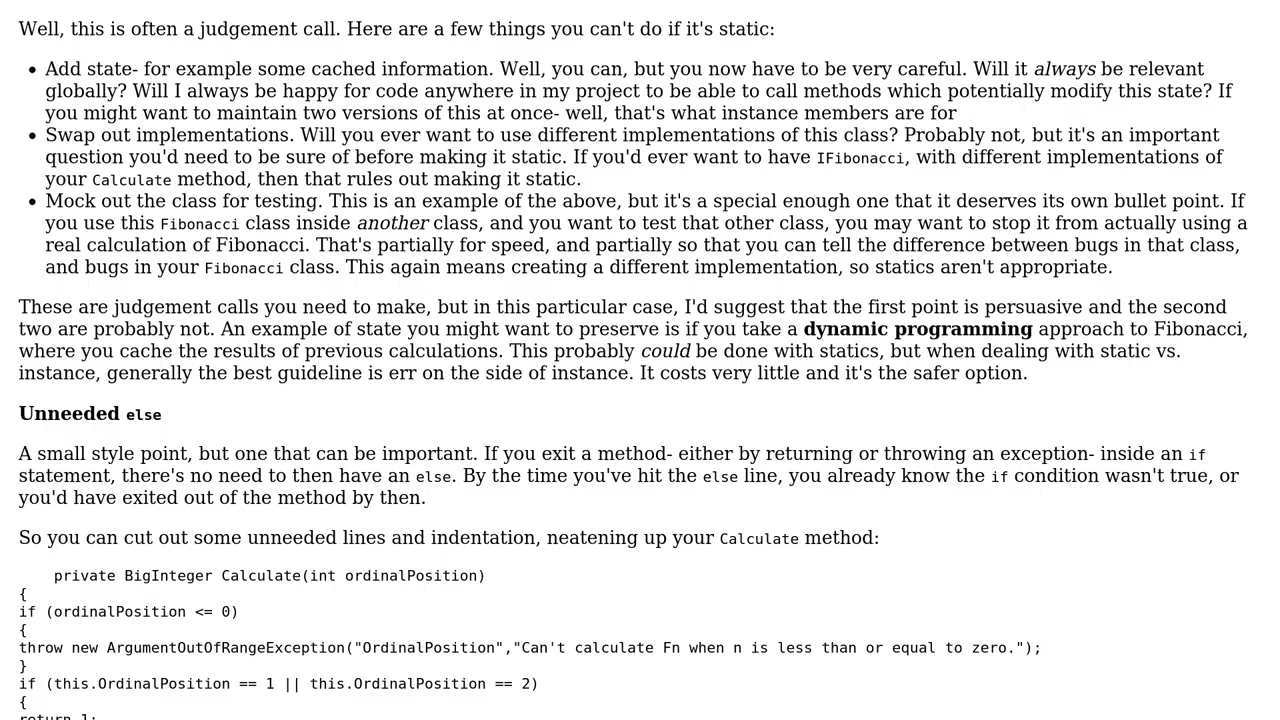 Well, this is often a judgement call. Here are a few things you can't do if it's static:
• Add state- for example some cached information. Well, you can, but you now have to be very careful. Will it always be relevant
globally? Will I always be happy for code anywhere in my project to be able to call methods which potentially modify this state? If
you might want to maintain two versions of this at once- well, that's what instance members are for
• Swap out implementations. Will you ever want to use different implementations of this class? Probably not, but it's an important
question you'd need to be sure of before making it static. If you'd ever want to have IFibonacci, with different implementations of
your Calculate method, then that rules out making it static.
• Mock out the class for testing. This is an example of the above, but it's a special enough one that it deserves its own bullet point. If
you use this Fibonacci class inside another class, and you want to test that other class, you may want to stop it from actually using a
real calculation of Fibonacci. That's partially for speed, and partially so that you can tell the difference between bugs in that class,
and bugs in your Fibonacci class. This again means creating a different implementation, so statics aren't appropriate.
These are judgement calls you need to make, but in this particular case, I'd suggest that the first point is persuasive and the second
two are probably not. An example of state you might want to preserve is if you take a dynamic programming approach to Fibonacci,
where you cache the results of previous calculations. This probably could be done with statics, but when dealing with static vs.
instance, generally the best guideline is err on the side of instance. It costs very little and it's the safer option.
Unneeded else
A small style point, but one that can be important. If you exit a method- either by returning or throwing an exception- inside an if
statement, there's no need to then have an else. By the time you've hit the else line, you already know the if condition wasn't true, or
you'd have exited out of the method by then.
So you can cut out some unneeded lines and indentation, neatening up your Calculate method:
private BigInteger Calculate(int ordinalPosition)
{
if (ordinalPosition <= 0)
{
throw new ArgumentOutOfRangeException("OrdinalPosition","Can't calculate Fn when n is less than or equal to zero.");
}
if (this.OrdinalPosition == 1 || this.OrdinalPosition == 2)
{
return 1;